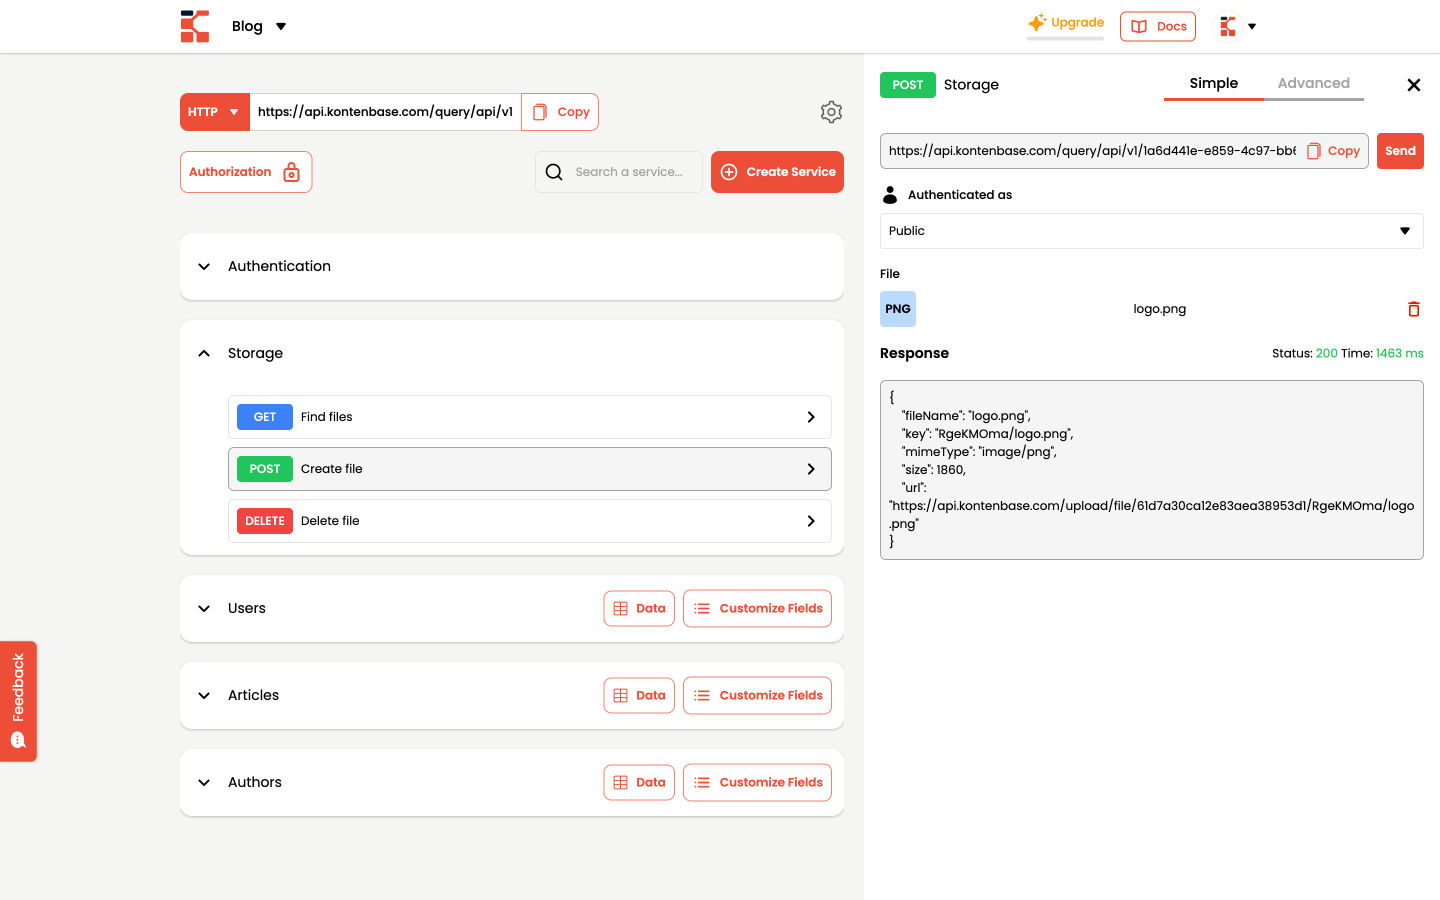 Blog
Upgrade
Docs
HTTP
https://api.kontenbase.com/query/api/v1
Copy
Authorization
Search a service...
Create Service
Authentication
Storage
GET Find files
POST Create file
DELETE Delete file
Users
Data
Customize Fields
Articles
Data
Customize Fields
Authors
Data
Customize Fields
Feedback
POST Storage
Simple
Advanced
https://api.kontenbase.com/query/api/v1/1a6d441e-e859-4c97-bb6
Copy
Send
Authenticated as
Public
File
PNG
logo.png
Response
Status: 200 Time: 1463 ms
{
"fileName": "logo.png",
"key": "RgeKMOma/logo.png",
"mimeType": "image/png",
"size": 1860,
"url":
"https://api.kontenbase.com/upload/file/61d7a30ca12e83aea38953d1/RgeKMOma/logo
.png"
}